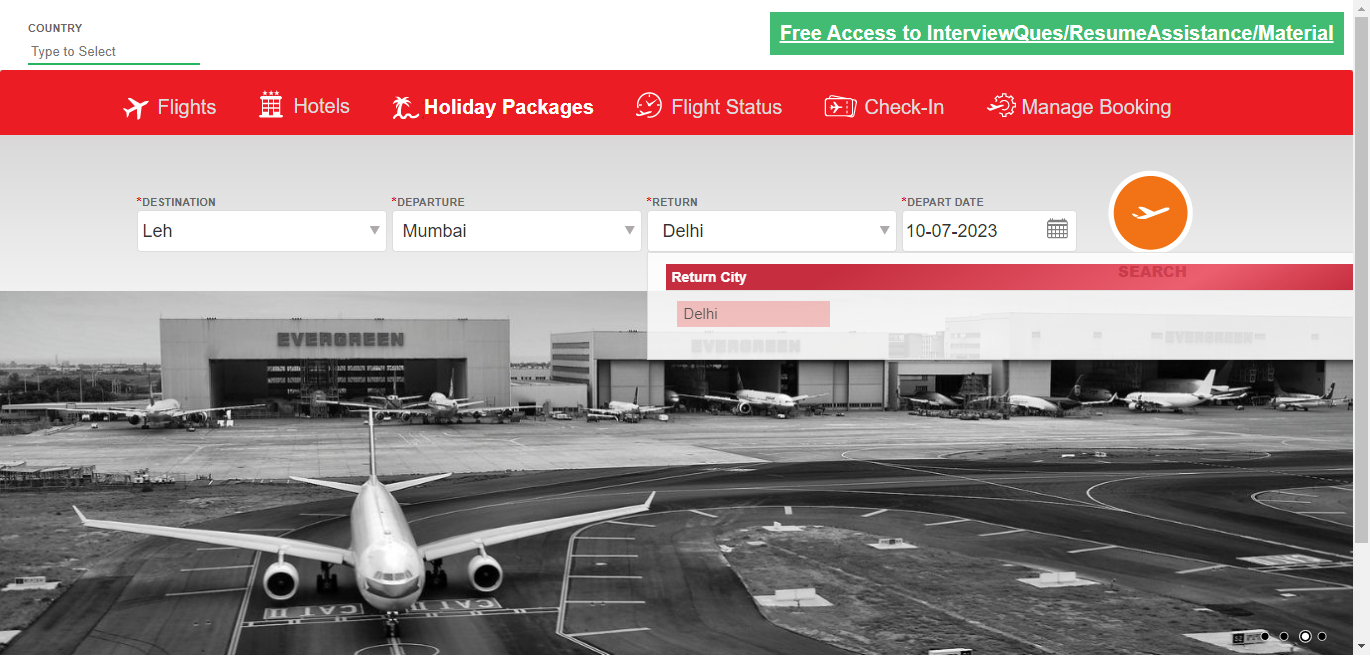 COUNTRY
Type to Select
Free Access to InterviewQues/ResumeAssistance/Material
Flights
Hotels
Holiday Packages
Flight Status
Check-In
Manage Booking
*DESTINATION
*DEPARTURE
*RETURN
*DEPART DATE
Leh
Mumbai
Delhi
10-07-2023
SEARCH
Return City
Delhi
EVERGREEN
EVERGREEN
EVERGREEN
CAT II
CAT II